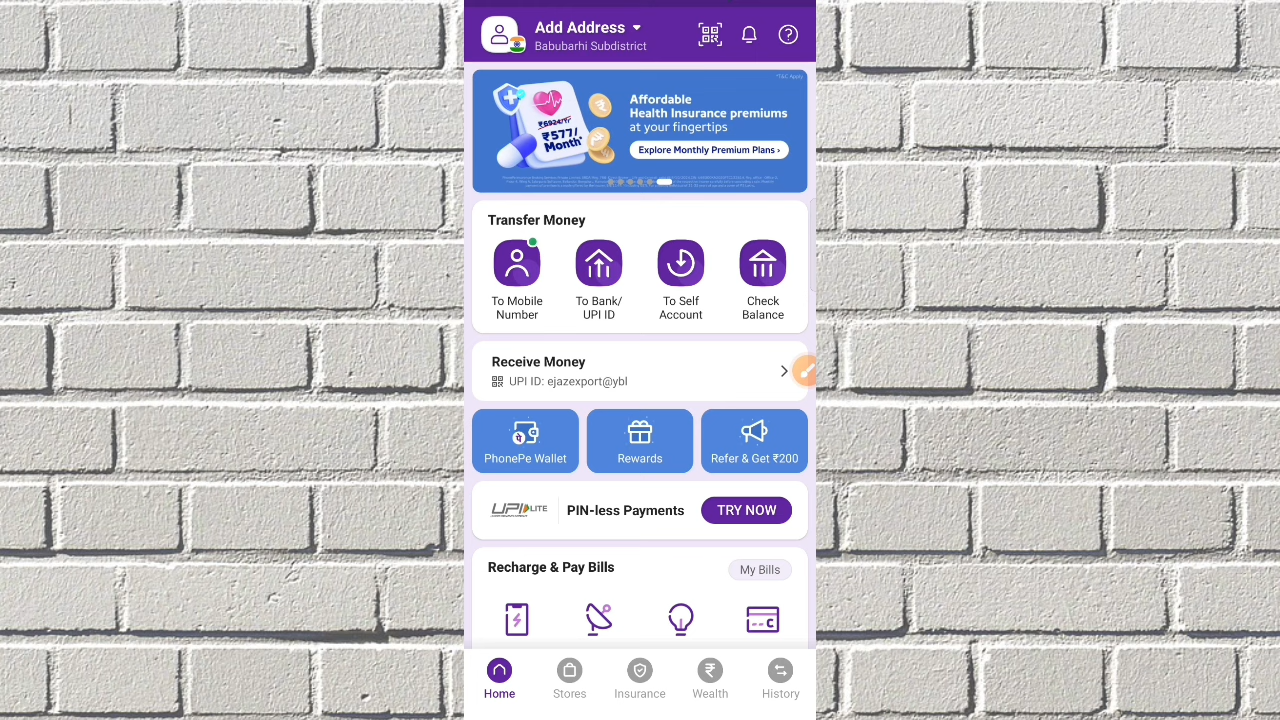 Add Address
Babubarhi Subdistrict
*T&C Apply
₹6924/Yr
₹577/
Month*
Affordable
Health Insurance premiums
at your fingertips
Explore Monthly Premium Plans ›
Transfer Money
To Mobile
Number
To Bank/
UPI ID
To Self
Account
Check
Balance
Receive Money
UPI ID: ejazexport@ybl
PhonePe Wallet
Rewards
Refer & Get ₹200
UPI LITE
PIN-less Payments
TRY NOW
Recharge & Pay Bills
My Bills
Home
Stores
Insurance
Wealth
History